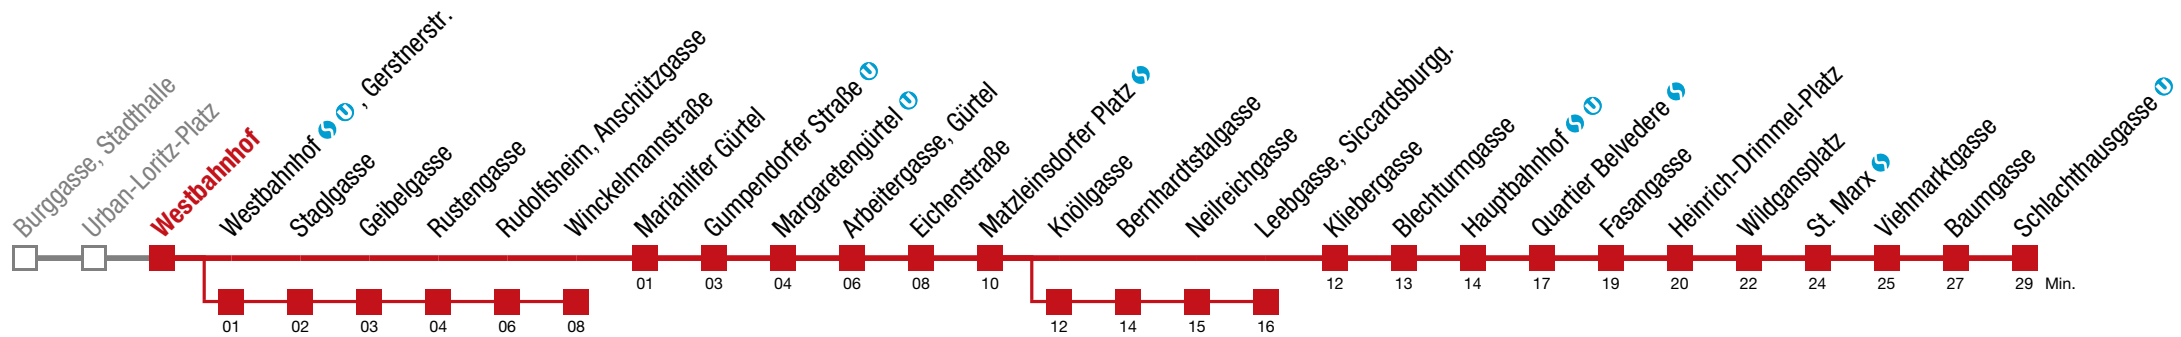 Burggasse, Stadthalle
Urban-Loritz-Platz
Westbahnhof
Westbahnhof S U , Gerstnerstr.
Staglgasse
Geibelgasse
Rustengasse
Rudolfsheim, Anschützgasse
Winckelmannstraße
Mariahilfer Gürtel
Gumpendorfer Straße U
Margaretengürtel U
Arbeitergasse, Gürtel
Eichenstraße
Matzleinsdorfer Platz S
Knöllgasse
Bernhardtstalgasse
Neilreichgasse
Leebgasse, Siccardsburgg.
Kliebergasse
Blechturmgasse
Hauptbahnhof S U
Quartier Belvedere S
Fasangasse
Heinrich-Drimmel-Platz
Wildgansplatz
St. Marx S
Viehmarktgasse
Baumgasse
Schlachthausgasse U
01 03 04 06 08 10 12 13 14 17 19 20 22 24 25 27 29 Min.
01 02 03 04 06 08 12 14 15 16